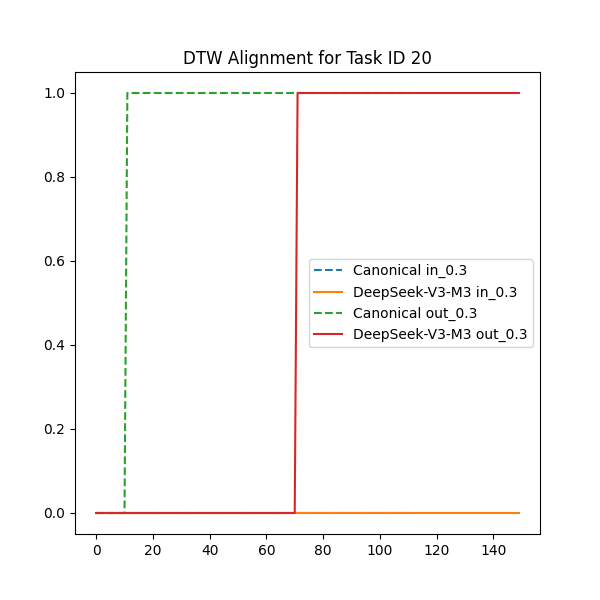 DTW Alignment for Task ID 20
1.0
0.8
0.6
0.4
0.2
0.0
Canonical in_0.3
DeepSeek-V3-M3 in_0.3
Canonical out_0.3
DeepSeek-V3-M3 out_0.3
0 20 40 60 80 100 120 140